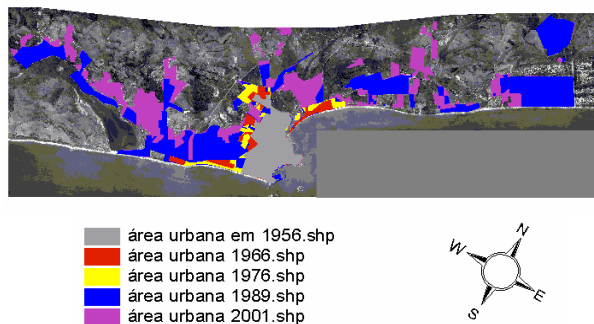 área urbana em 1956.shp
área urbana 1966.shp
área urbana 1976.shp
área urbana 1989.shp
área urbana 2001.shp
N
W
E
S